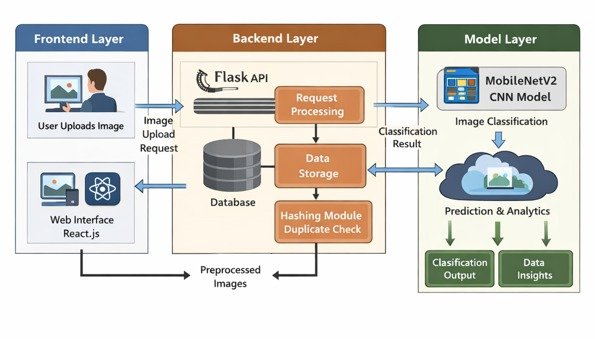 Frontend Layer
User Uploads Image
Web Interface
React.js
Image
Upload
Request
Backend Layer
Flask API
Request
Processing
Data
Storage
Database
Hashing Module
Duplicate Check
Preprocessed
Images
Classification
Result
Model Layer
MobileNetV2
CNN Model
Image Classification
Prediction & Analytics
Clasification
Output
Data
Insights